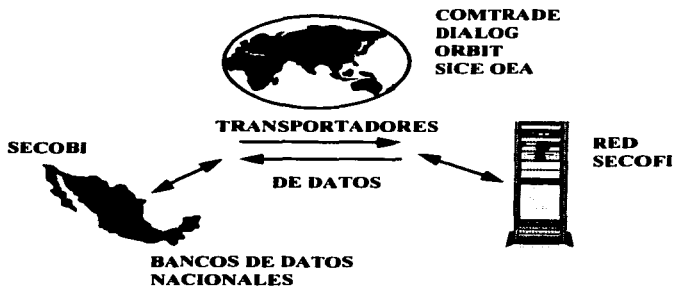 COMTRADE
DIALOG
ORBIT
SICE OEA
TRANSPORTADORES
SECOBI
RED
SECOFI
DE DATOS
BANCOS DE DATOS
NACIONALES